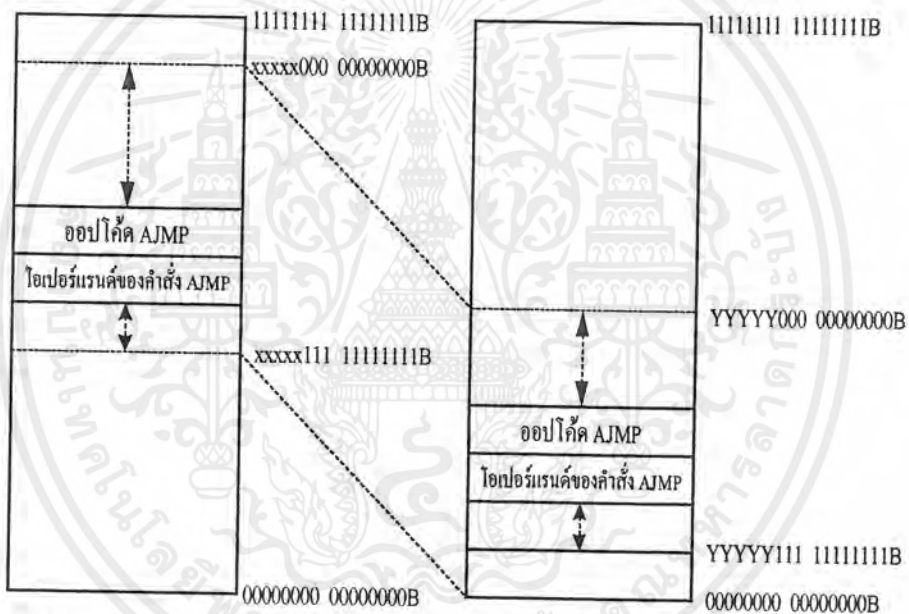 11111111 11111111B
xxxxx000 00000000B
ออปโค้ด AJMP
โอเปอร์แรนด์ของคำสั่ง AJMP
xxxxx111 11111111B
00000000 00000000B
11111111 11111111B
YYYYY000 00000000B
ออปโค้ด AJMP
โอเปอร์แรนด์ของคำสั่ง AJMP
YYYYY111 11111111B
00000000 00000000B